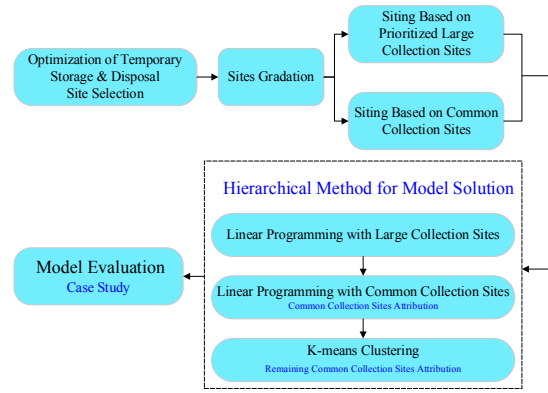 Optimization of Temporary
Storage & Disposal
Site Selection
Sites Gradation
Siting Based on
Prioritized Large
Collection Sites
Siting Based on Common
Collection Sites
Hierarchical Method for Model Solution
Linear Programming with Large Collection Sites
Linear Programming with Common Collection Sites
Common Collection Sites Attribution
K-means Clustering
Remaining Common Collection Sites Attribution
Model Evaluation
Case Study